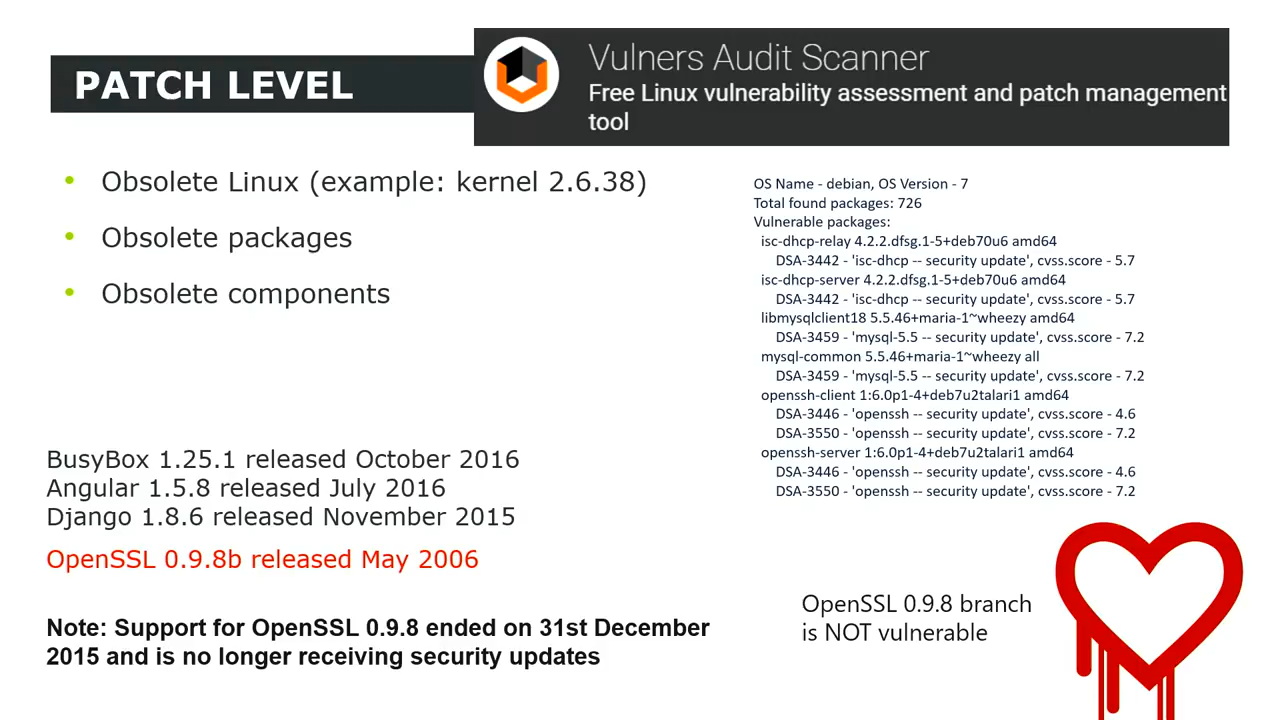 PATCH LEVEL
Vulners Audit Scanner
Free Linux vulnerability assessment and patch management
tool
• Obsolete Linux (example: kernel 2.6.38)
• Obsolete packages
• Obsolete components
OS Name - debian, OS Version - 7
Total found packages: 726
Vulnerable packages:
isc-dhcp-relay 4.2.2.dfsg.1-5+deb70u6 amd64
DSA-3442 - 'isc-dhcp -- security update', cvss.score - 5.7
isc-dhcp-server 4.2.2.dfsg.1-5+deb70u6 amd64
DSA-3442 - 'isc-dhcp -- security update', cvss.score - 5.7
libmysqlclient18 5.5.46+maria-1~wheezy amd64
DSA-3459 - 'mysql-5.5 -- security update', cvss.score - 7.2
mysql-common 5.5.46+maria-1~wheezy all
DSA-3459 - 'mysql-5.5 -- security update', cvss.score - 7.2
openssh-client 1:6.0p1-4+deb7u2talari1 amd64
DSA-3446 - 'openssh -- security update', cvss.score - 4.6
DSA-3550 - 'openssh -- security update', cvss.score - 7.2
openssh-server 1:6.0p1-4+deb7u2talari1 amd64
DSA-3446 - 'openssh -- security update', cvss.score - 4.6
DSA-3550 - 'openssh -- security update', cvss.score - 7.2
BusyBox 1.25.1 released October 2016
Angular 1.5.8 released July 2016
Django 1.8.6 released November 2015
OpenSSL 0.9.8b released May 2006
Note: Support for OpenSSL 0.9.8 ended on 31st December
2015 and is no longer receiving security updates
OpenSSL 0.9.8 branch
is NOT vulnerable